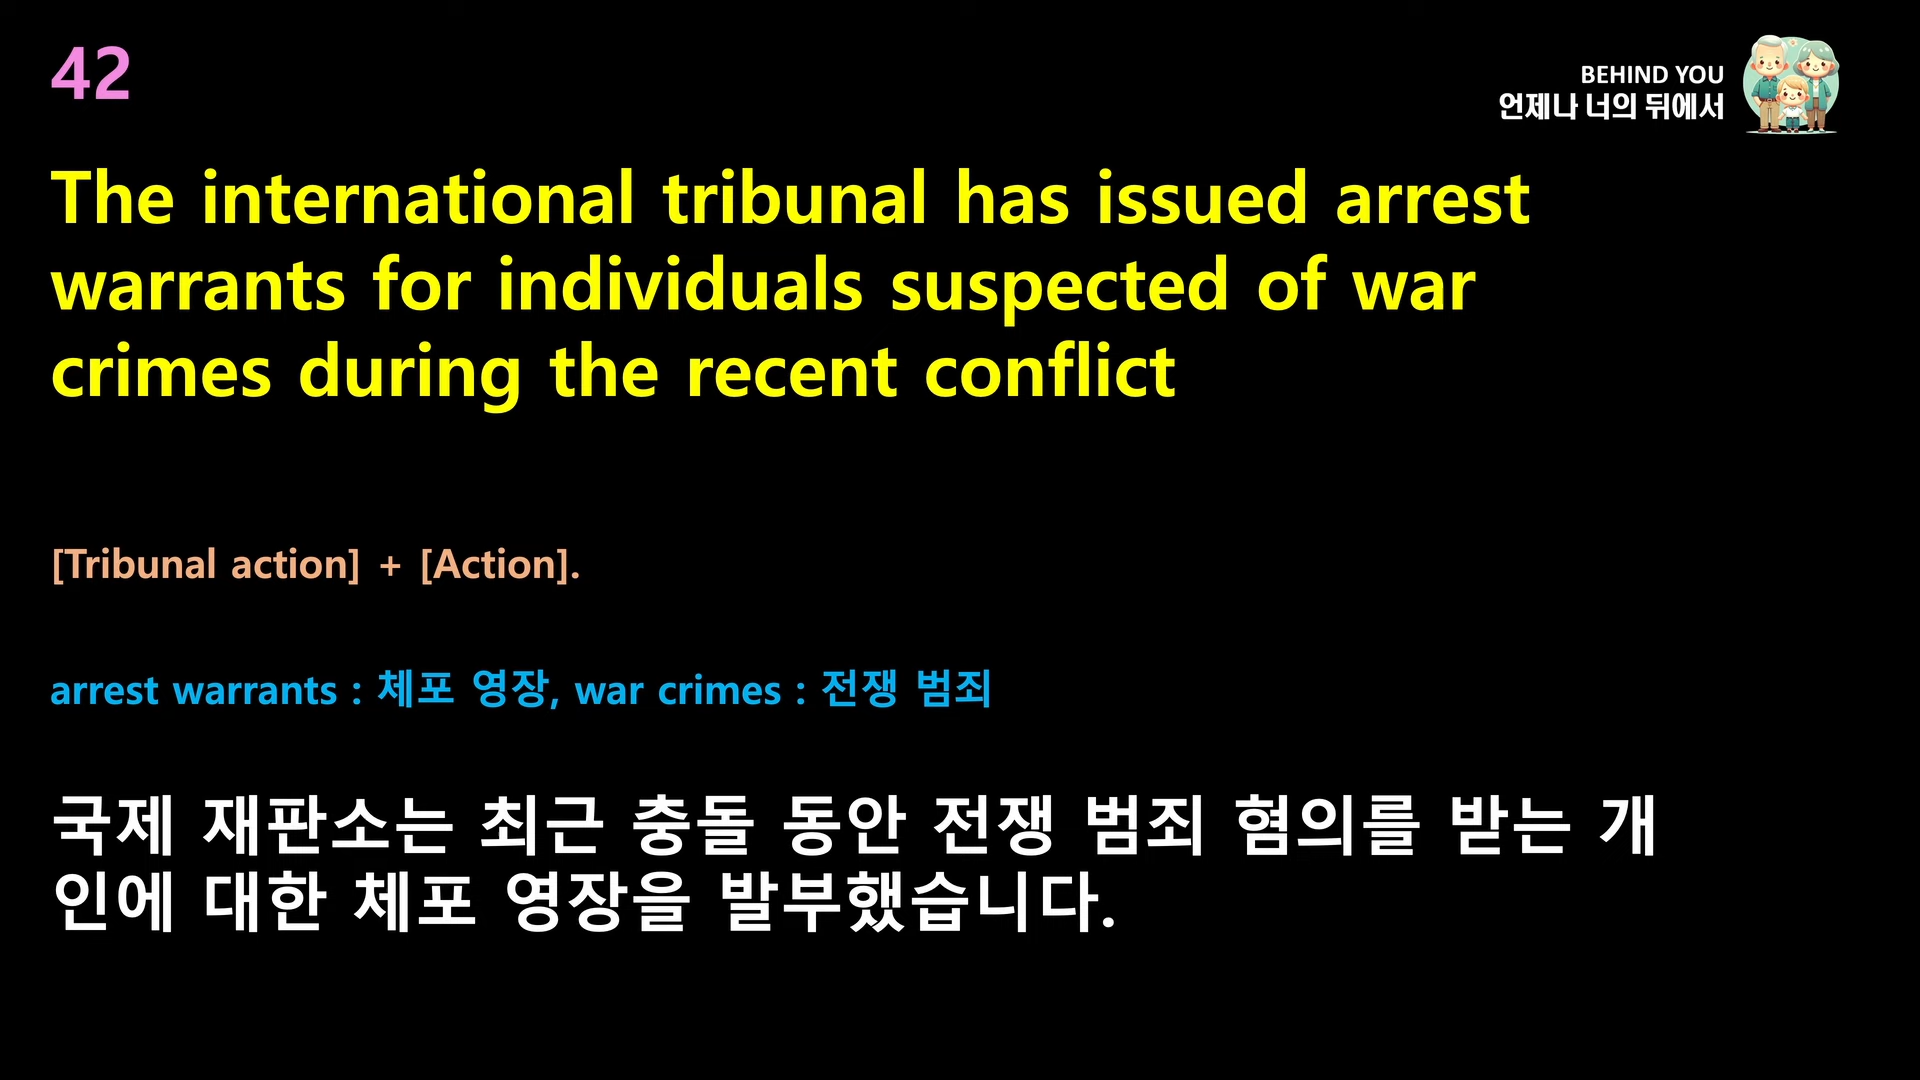 42
BEHIND YOU
언제나 너의 뒤에서
The international tribunal has issued arrest
warrants for individuals suspected of war
crimes during the recent conflict
[Tribunal action] + [Action].
arrest warrants : 체포 영장, war crimes : 전쟁 범죄
국제 재판소는 최근 충돌 동안 전쟁 범죄 혐의를 받는 개
인에 대한 체포 영장을 발부했습니다.